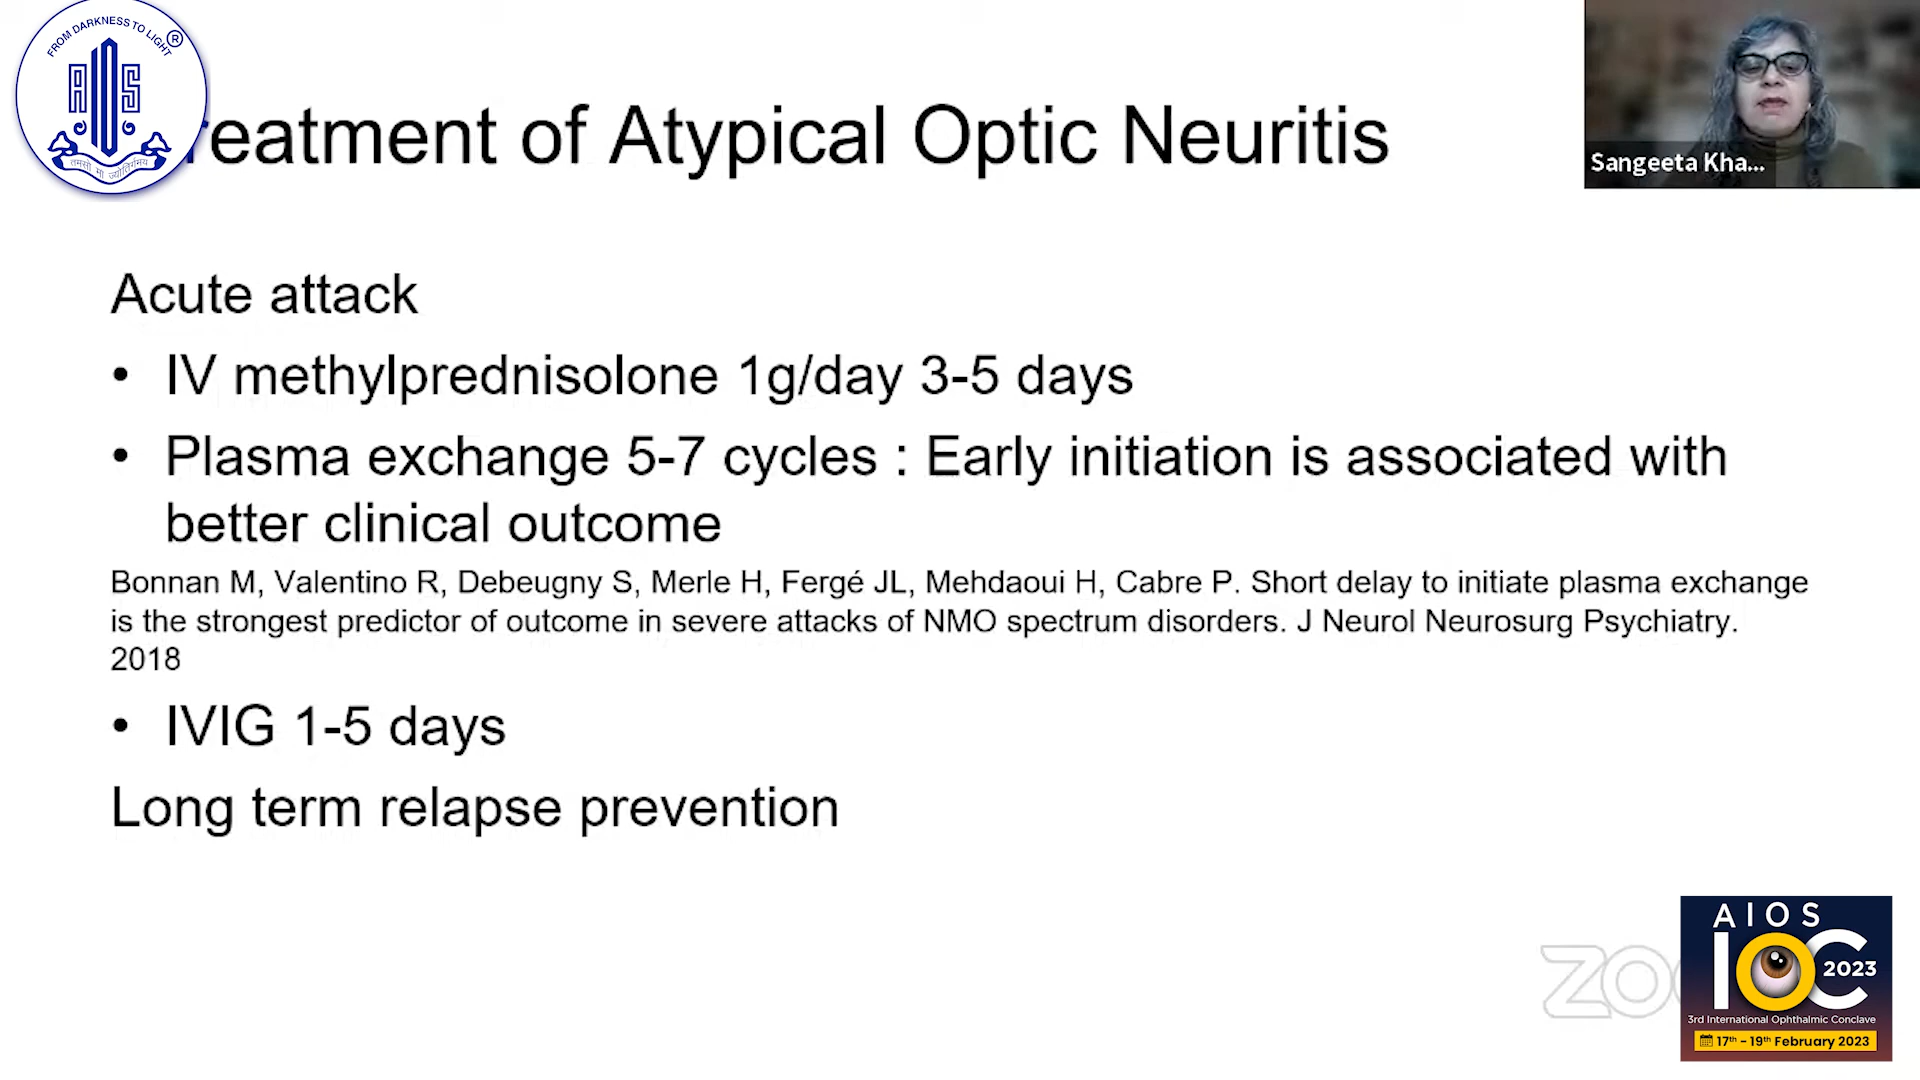 FROM DARKNESS TO LIGHT
®
AIOS
तमसो मा ज्योतिर्गमय
reatment of Atypical Optic Neuritis
Sangeeta Kha...
Acute attack
• IV methylprednisolone 1g/day 3-5 days
• Plasma exchange 5-7 cycles : Early initiation is associated with
better clinical outcome
Bonnan M, Valentino R, Debeugny S, Merle H, Fergé JL, Mehdaoui H, Cabre P. Short delay to initiate plasma exchange
is the strongest predictor of outcome in severe attacks of NMO spectrum disorders. J Neurol Neurosurg Psychiatry.
2018
• IVIG 1-5 days
Long term relapse prevention
ZO
AIOS
IOC 2023
3rd International Ophthalmic Conclave
17th - 19th February 2023